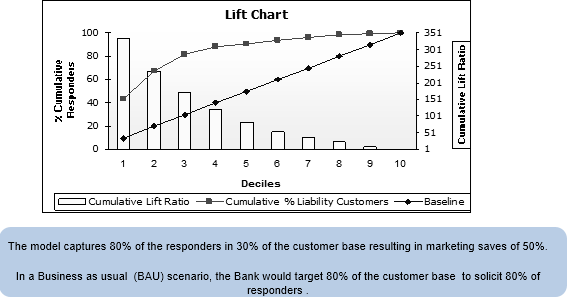 Lift Chart
% Cumulative Responders
100
80
60
40
20
0
351
301
251
201
151
101
51
1
Cumulative Lift Ratio
1 2 3 4 5 6 7 8 9 10
Deciles
Cumulative Lift Ratio Cumulative % Liability Customers Baseline
The model captures 80% of the responders in 30% of the customer base resulting in marketing saves of 50%.
In a Business as usual (BAU) scenario, the Bank would target 80% of the customer base to solicit 80% of
responders .